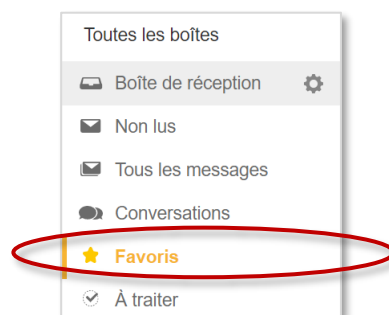 Toutes les boîtes
Boîte de réception
Non lus
Tous les messages
Conversations
Favoris
À traiter